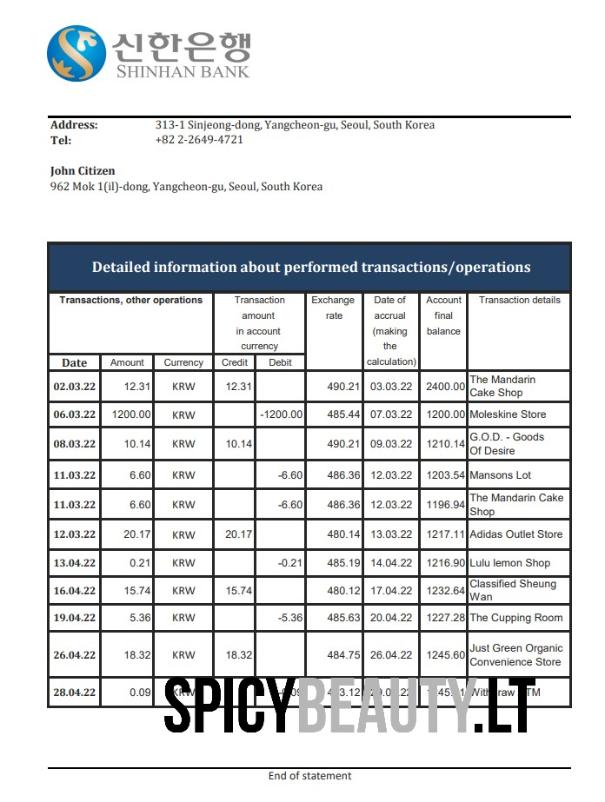 신한은행
SHINHAN BANK
Address: 313-1 Sinjeong-dong, Yangcheon-gu, Seoul, South Korea
Tel: +82 2-2649-4721
John Citizen
962 Mok 1(il)-dong, Yangcheon-gu, Seoul, South Korea
Detailed information about performed transactions/operations
Transactions, other operations Transaction amount in account currency Exchange rate Date of accrual (making the calculation) Account final balance Transaction details
Date Amount Currency Credit Debit
02.03.22 12.31 KRW 12.31 490.21 03.03.22 2400.00 The Mandarin Cake Shop
06.03.22 1200.00 KRW -1200.00 485.44 07.03.22 1200.00 Moleskine Store
08.03.22 10.14 KRW 10.14 490.21 09.03.22 1210.14 G.O.D. - Goods Of Desire
11.03.22 6.60 KRW -6.60 486.36 12.03.22 1203.54 Mansons Lot
11.03.22 6.60 KRW -6.60 486.36 12.03.22 1196.94 The Mandarin Cake Shop
12.03.22 20.17 KRW 20.17 480.14 13.03.22 1217.11 Adidas Outlet Store
13.04.22 0.21 KRW -0.21 485.19 14.04.22 1216.90 Lulu lemon Shop
16.04.22 15.74 KRW 15.74 480.12 17.04.22 1232.64 Classified Sheung Wan
19.04.22 5.36 KRW -5.36 485.63 20.04.22 1227.28 The Cupping Room
26.04.22 18.32 KRW 18.32 484.75 26.04.22 1245.60 Just Green Organic Convenience Store
28.04.22 0.09 KRW
SPICYBEAUTY.LT
End of statement